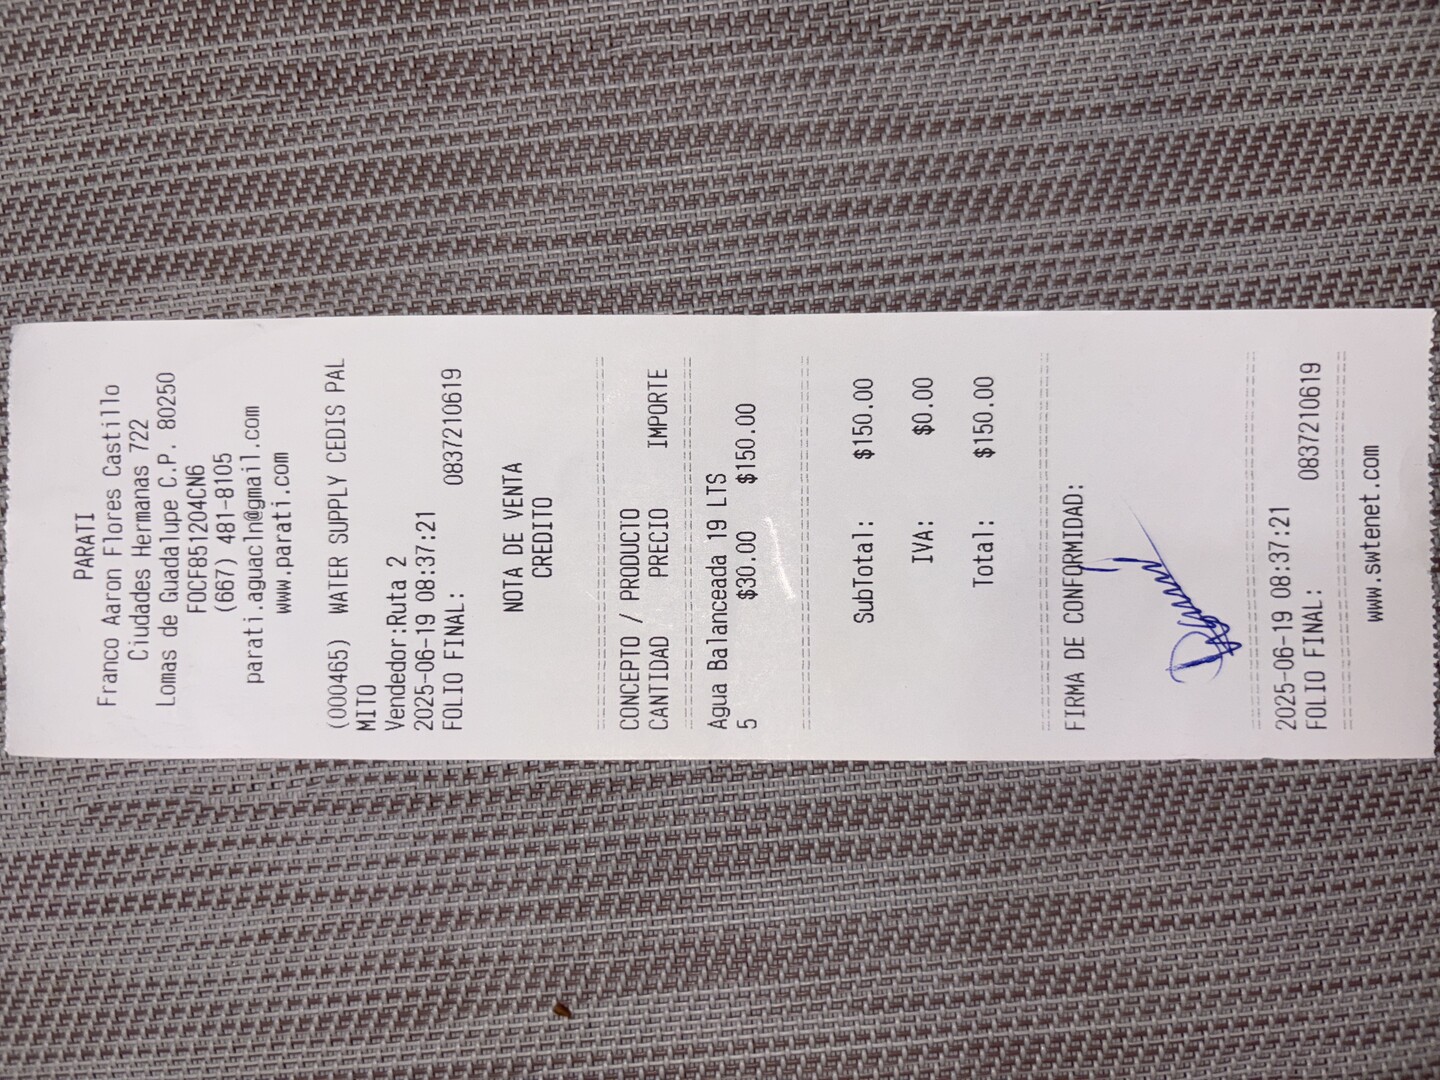 PARATI
Franco Aaron Flores Castillo
Ciudades Hermanas 722
Lomas de Guadalupe C.P. 80250
FOCF851204CN6
(667) 481-8105
parati.aguacln@gmail.com
www.parati.com
(000465) WATER SUPPLY CEDIS PAL
MITO
Vendedor:Ruta 2
2025-06-19 08:37:21
FOLIO FINAL: 0837210619
NOTA DE VENTA
CREDITO
CONCEPTO / PRODUCTO
CANTIDAD PRECIO IMPORTE
Agua Balanceada 19 LTS
5 $30.00 $150.00
SubTotal: $150.00
IVA: $0.00
Total: $150.00
FIRMA DE CONFORMIDAD:
2025-06-19 08:37:21
FOLIO FINAL: 0837210619
www.swtenet.com